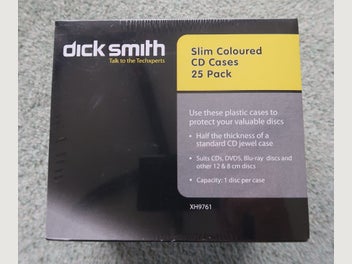 dick smith
Talk to the Techxperts
Slim Coloured
CD Cases
25 Pack
Use these plastic cases to
protect your valuable discs
• Half the thickness of a
standard CD jewel case
• Suits CDs, DVDS, Blu-ray discs and
other 12 & 8 cm discs
• Capacity: 1 disc per case
XH9761